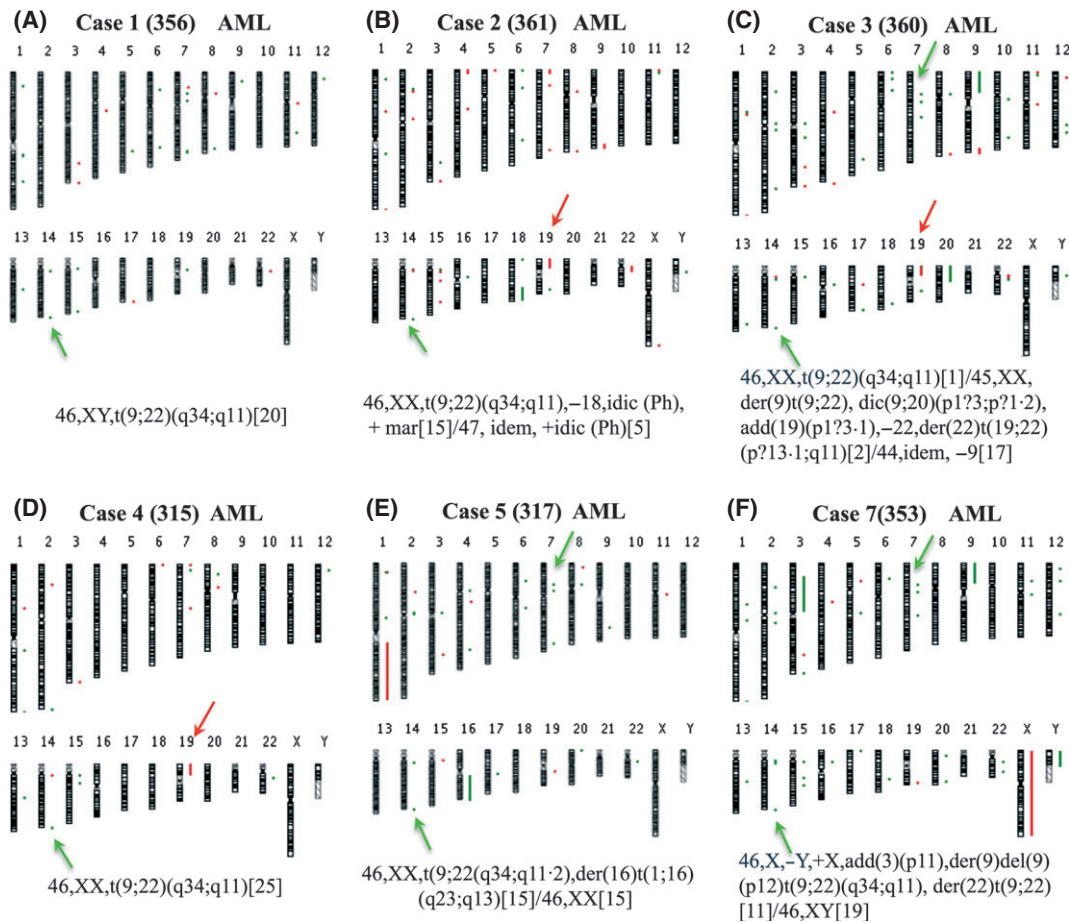 (A) Case 1 (356) AML
1 2 3 4 5 6 7 8 9 10 11 12
13 14 15 16 17 18 19 20 21 22 X Y
46,XY,t(9;22)(q34;q11)[20]
(B) Case 2 (361) AML
1 2 3 4 5 6 7 8 9 10 11 12
13 14 15 16 17 18 19 20 21 22 X Y
46,XX,t(9;22)(q34;q11),–18,idic (Ph),
+ mar[15]/47, idem, +idic (Ph)[5]
(C) Case 3 (360) AML
1 2 3 4 5 6 7 8 9 10 11 12
13 14 15 16 17 18 19 20 21 22 X Y
46,XX,t(9;22)(q34;q11)[1]/45,XX,
der(9)t(9;22), dic(9;20)(p1?3;p?1·2),
add(19)(p1?3·1),–22,der(22)t(19;22)
(p?13·1;q11)[2]/44,idem, –9[17]
(D) Case 4 (315) AML
1 2 3 4 5 6 7 8 9 10 11 12
13 14 15 16 17 18 19 20 21 22 X Y
46,XX,t(9;22)(q34;q11)[25]
(E) Case 5 (317) AML
1 2 3 4 5 6 7 8 9 10 11 12
13 14 15 16 17 18 19 20 21 22 X Y
46,XX,t(9;22(q34;q11·2),der(16)t(1;16)
(q23;q13)[15]/46,XX[15]
(F) Case 7(353) AML
1 2 3 4 5 6 7 8 9 10 11 12
13 14 15 16 17 18 19 20 21 22 X Y
46,X,–Y,+X,add(3)(p11),der(9)del(9)
(p12)t(9;22)(q34;q11), der(22)t(9;22)
[11]/46,XY[19]